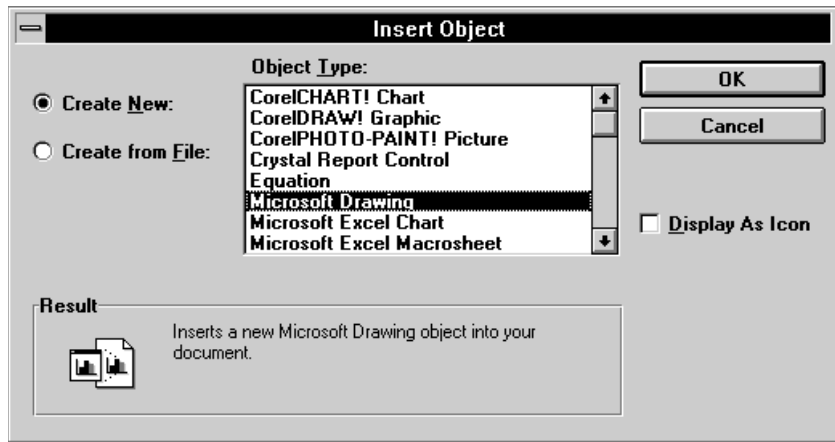 Insert Object
Object Type:
Create New:
Create from File:
CorelCHART! Chart
CorelDRAW! Graphic
CorelPHOTO-PAINT! Picture
Crystal Report Control
Equation
Microsoft Drawing
Microsoft Excel Chart
Microsoft Excel Macrosheet
OK
Cancel
Display As Icon
Result
Inserts a new Microsoft Drawing object into your
document.